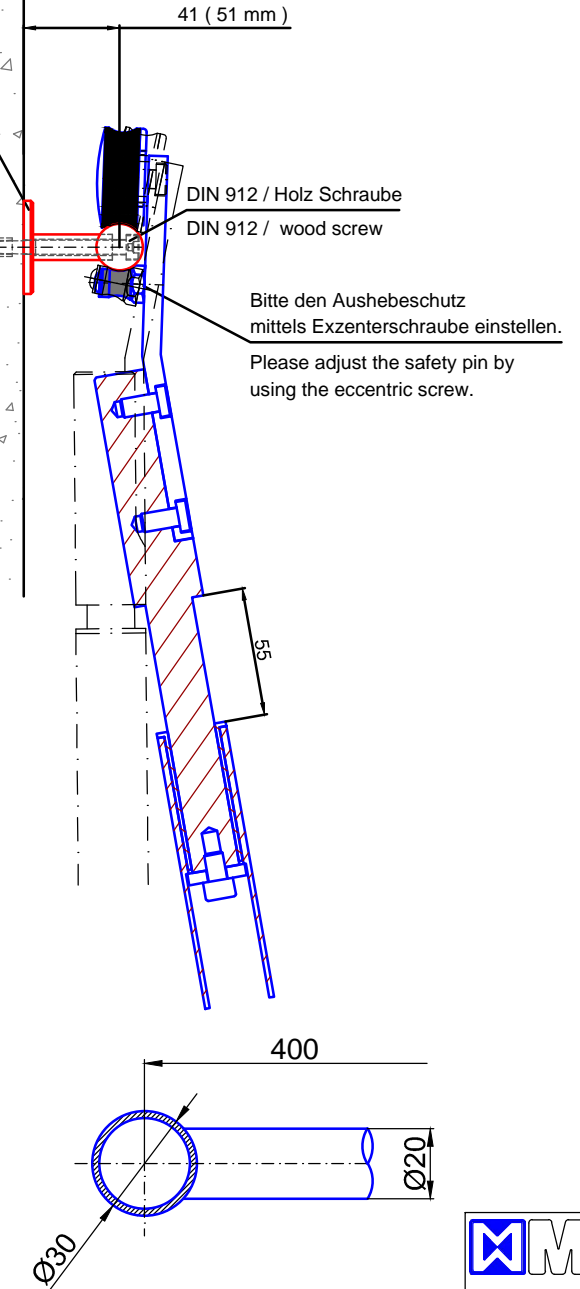 41 ( 51 mm )
DIN 912 / Holz Schraube
DIN 912 / wood screw
Bitte den Aushebeschutz
mittels Exzenterschraube einstellen.
Please adjust the safety pin by
using the eccentric screw.
55
400
Ø20
Ø30
M